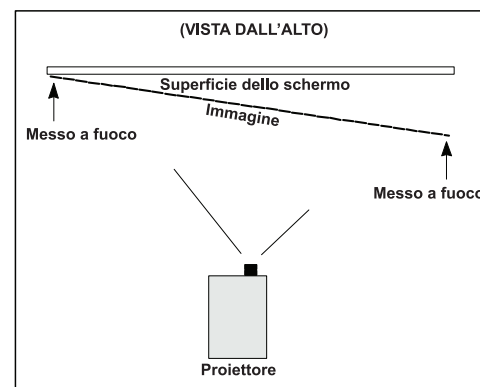 (VISTA DALL'ALTO)
Superficie dello schermo
Immagine
Messo a fuoco
Messo a fuoco
Proiettore